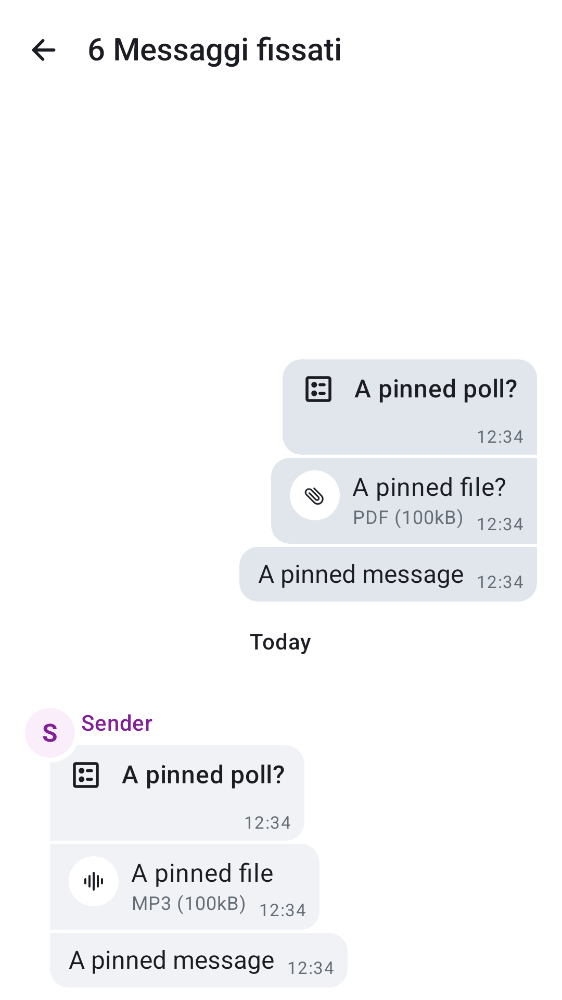 6 Messaggi fissati
A pinned poll?
12:34
A pinned file?
PDF (100kB) 12:34
A pinned message 12:34
Today
S Sender
A pinned poll?
12:34
A pinned file
MP3 (100kB) 12:34
A pinned message 12:34